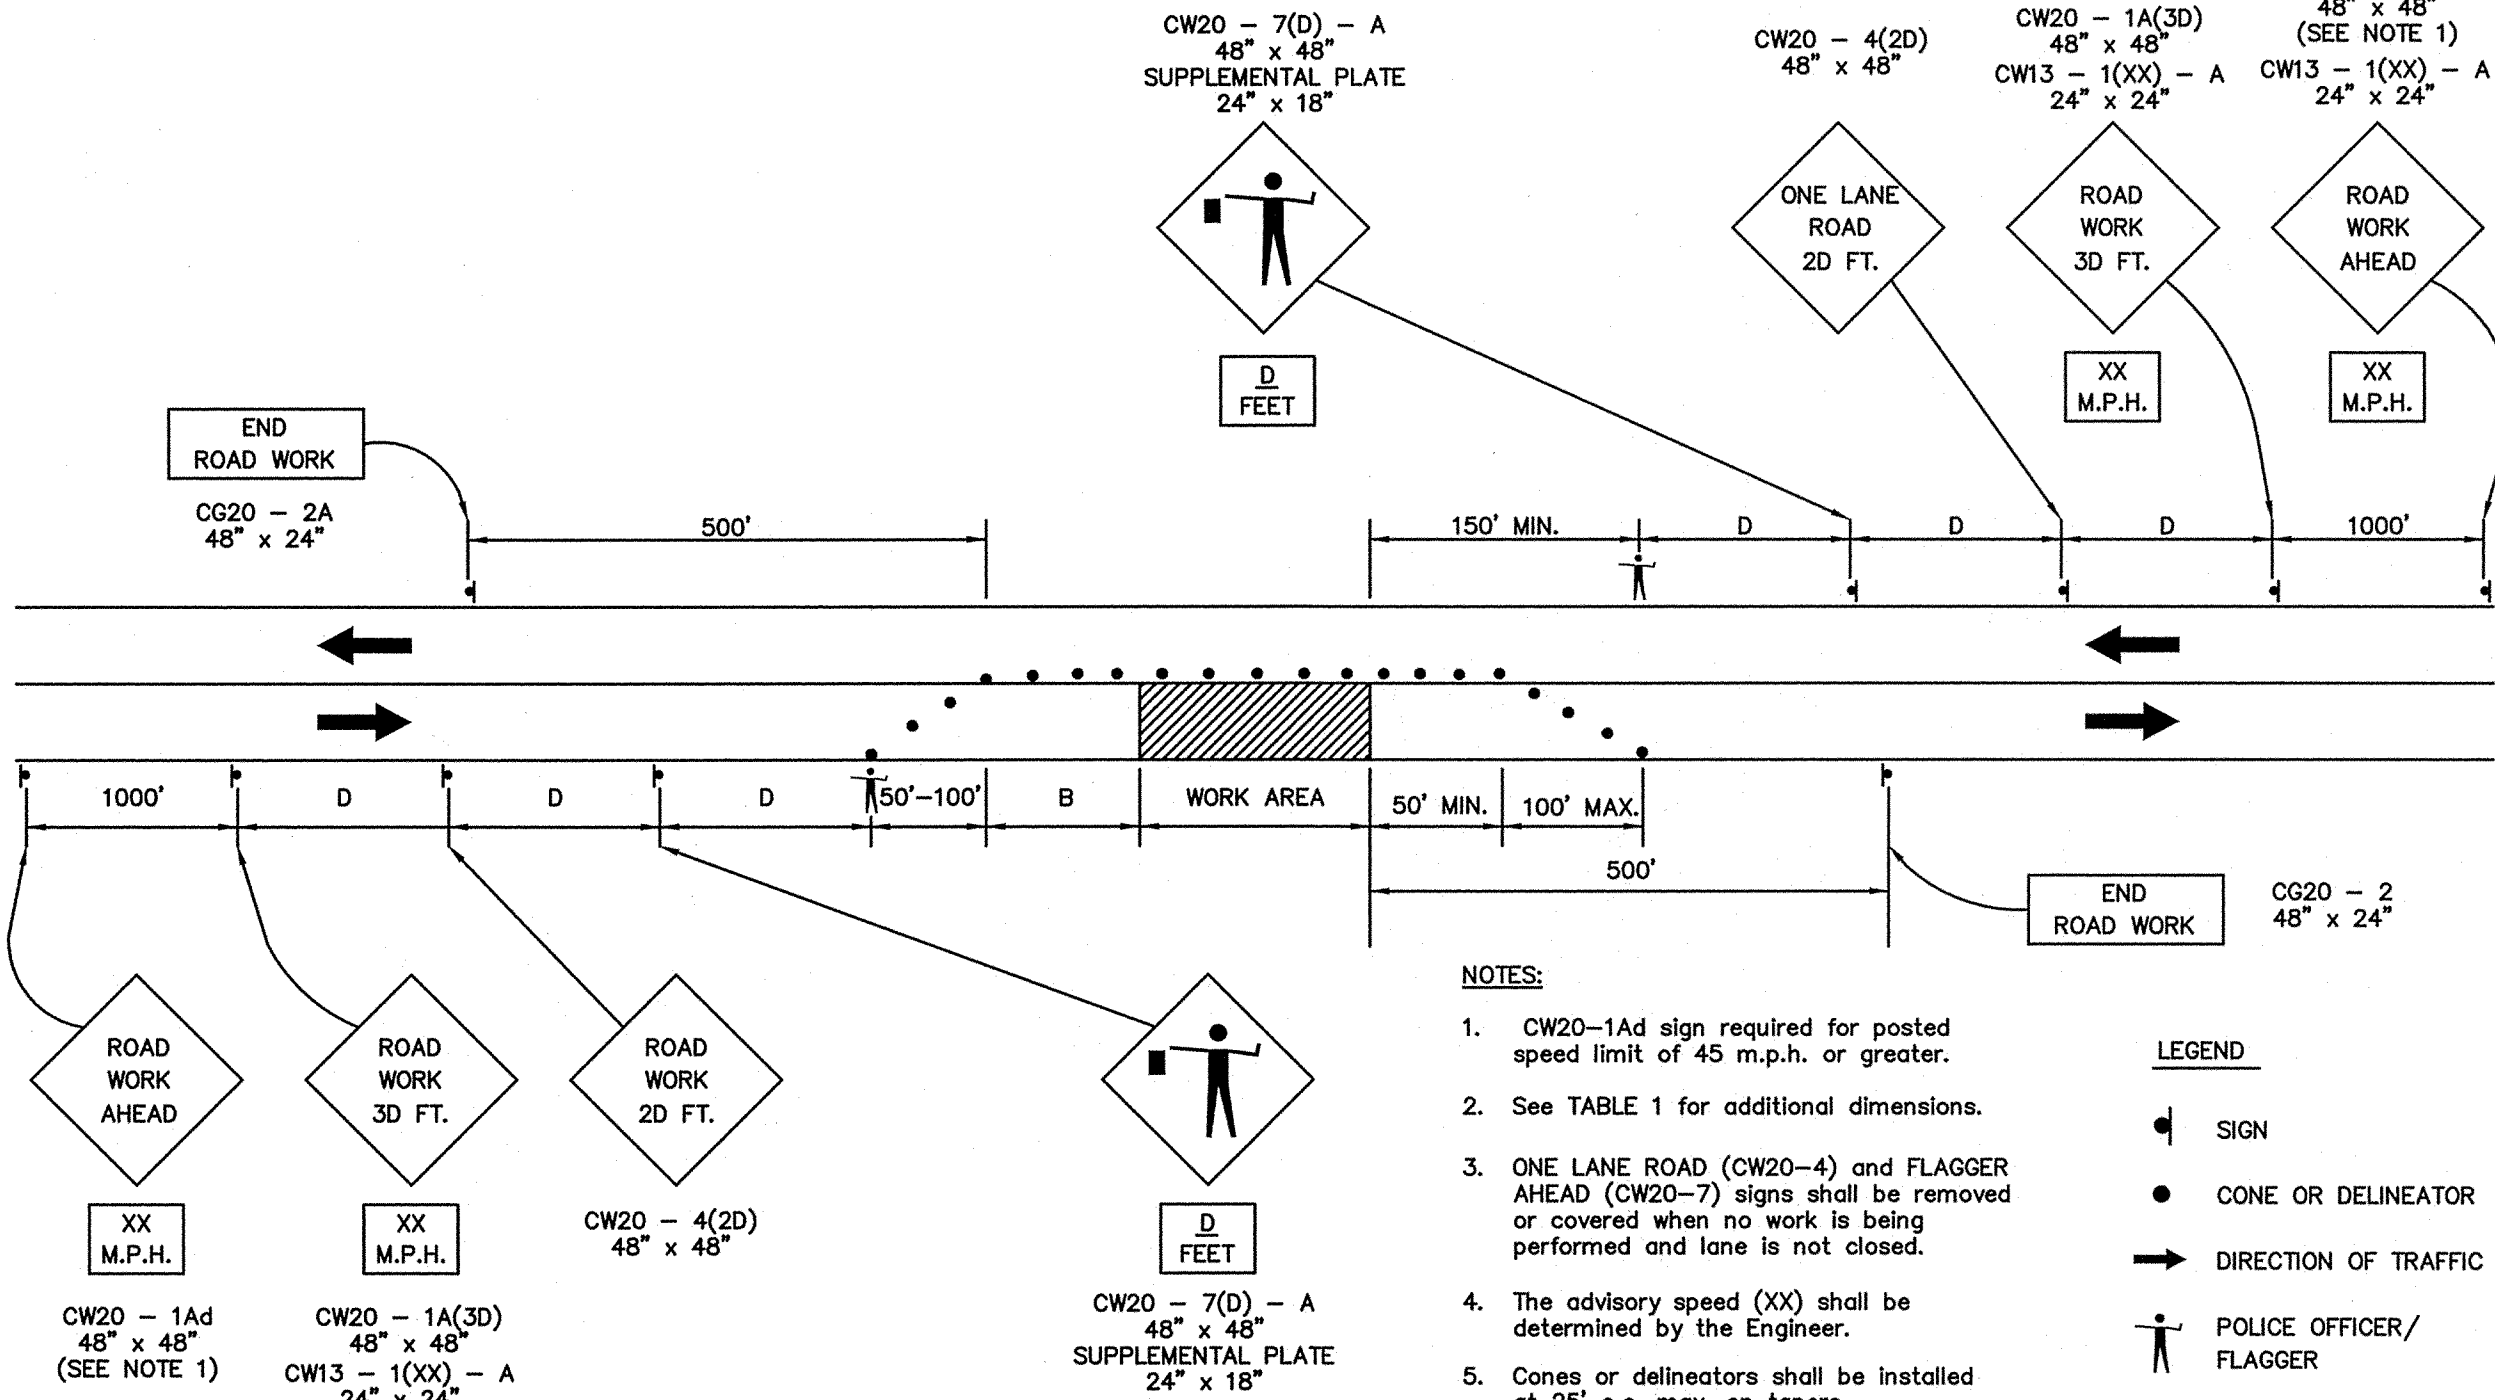 CW20 – 7(D) – A
48" x 48"
SUPPLEMENTAL PLATE
24" x 18"
CW20 – 4(2D)
48" x 48"
CW20 – 1A(3D)
48" x 48"
CW13 – 1(XX) – A
24" x 24"
48" x 48"
(SEE NOTE 1)
CW13 – 1(XX) – A
24" x 24"
ONE LANE
ROAD
2D FT.
ROAD
WORK
3D FT.
ROAD
WORK
AHEAD
D
FEET
XX
M.P.H.
XX
M.P.H.
END
ROAD WORK
CG20 – 2A
48" x 24"
500'
150' MIN.
D
D
D
1000'
1000'
D
D
D
50'–100'
B
WORK AREA
50' MIN.
100' MAX.
500'
END
ROAD WORK
CG20 – 2
48" x 24"
ROAD
WORK
AHEAD
XX
M.P.H.
CW20 – 1Ad
48" x 48"
(SEE NOTE 1)
ROAD
WORK
3D FT.
XX
M.P.H.
CW20 – 1A(3D)
48" x 48"
CW13 – 1(XX) – A
24" x 24"
ROAD
WORK
2D FT.
CW20 – 4(2D)
48" x 48"
D
FEET
CW20 – 7(D) – A
48" x 48"
SUPPLEMENTAL PLATE
24" x 18"
NOTES:
1. CW20–1Ad sign required for posted
speed limit of 45 m.p.h. or greater.
2. See TABLE 1 for additional dimensions.
3. ONE LANE ROAD (CW20–4) and FLAGGER
AHEAD (CW20–7) signs shall be removed
or covered when no work is being
performed and lane is not closed.
4. The advisory speed (XX) shall be
determined by the Engineer.
5. Cones or delineators shall be installed
at 25' o.c. max. on tapers
LEGEND
SIGN
CONE OR DELINEATOR
DIRECTION OF TRAFFIC
POLICE OFFICER/
FLAGGER